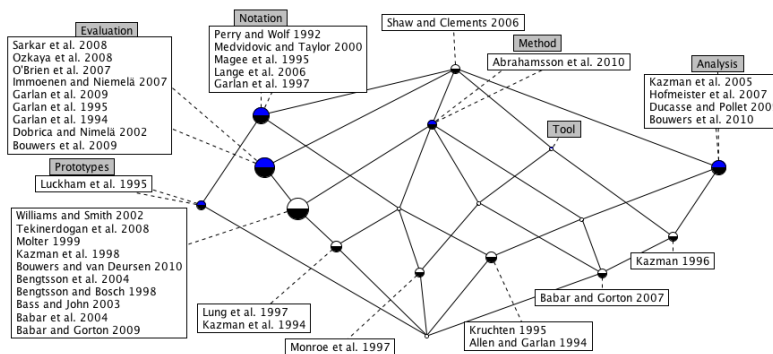 Shaw and Clements 2006
Evaluation
Sarkar et al. 2008
Ozkaya et al. 2008
O'Brien et al. 2007
Immoenen and Niemelä 2007
Garlan et al. 2009
Garlan et al. 1995
Garlan et al. 1994
Dobrica and Nimelä 2002
Bouwers et al. 2009
Notation
Perry and Wolf 1992
Medvidovic and Taylor 2000
Magee et al. 1995
Lange et al. 2006
Garlan et al. 1997
Method
Abrahamsson et al. 2010
Analysis
Kazman et al. 2005
Hofmeister et al. 2007
Ducasse and Pollet 200
Bouwers et al. 2010
Tool
Prototypes
Luckham et al. 1995
Williams and Smith 2002
Tekinerdogan et al. 2008
Molter 1999
Kazman et al. 1998
Bouwers and van Deursen 2010
Bengtsson et al. 2004
Bengtsson and Bosch 1998
Bass and John 2003
Babar et al. 2004
Babar and Gorton 2009
Kazman 1996
Babar and Gorton 2007
Lung et al. 1997
Kazman et al. 1994
Kruchten 1995
Allen and Garlan 1994
Monroe et al. 1997